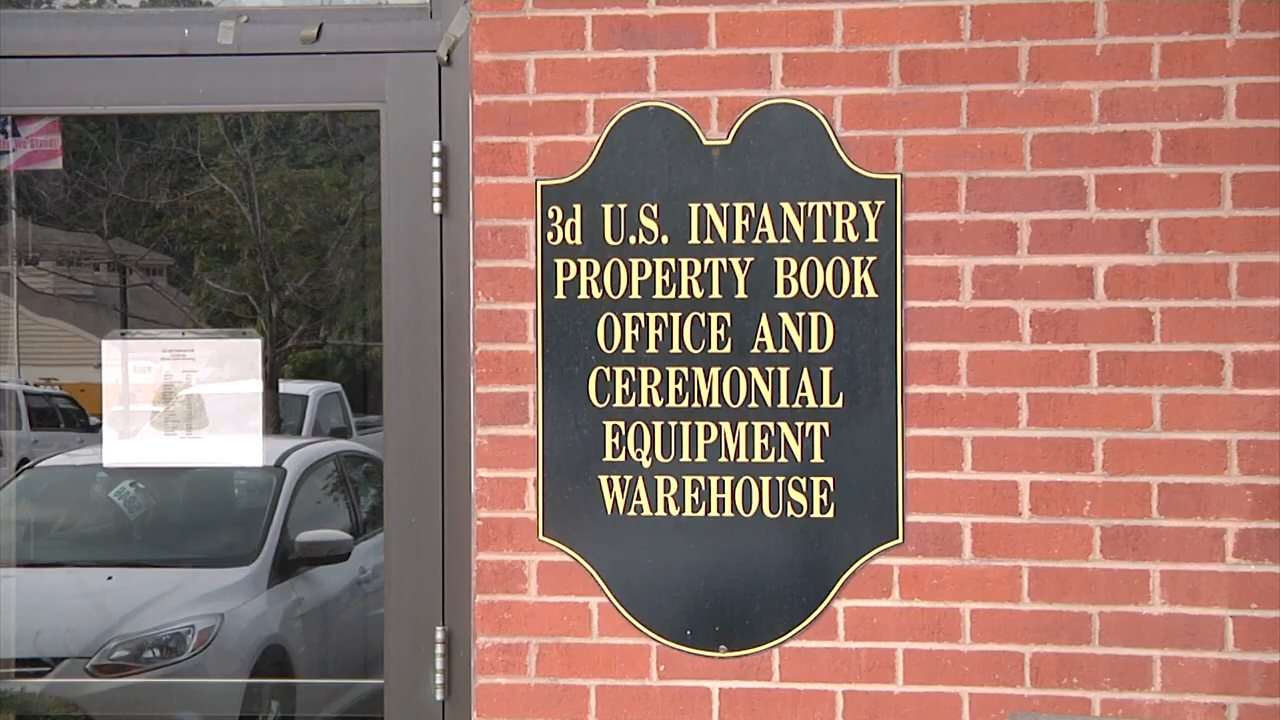 3d U.S. INFANTRY
PROPERTY BOOK
OFFICE AND
CEREMONIAL
EQUIPMENT
WAREHOUSE